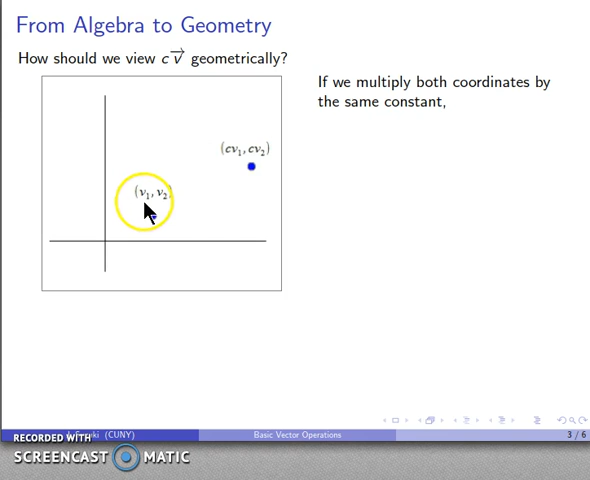 From Algebra to Geometry
How should we view c\overrightarrow{v} geometrically?
If we multiply both coordinates by
the same constant,
(cv₁, cv₂)
(v₁, v₂)
(CUNY)
Basic Vector Operations
3 / 6
RECORDED WITH
SCREENCAST MATIC